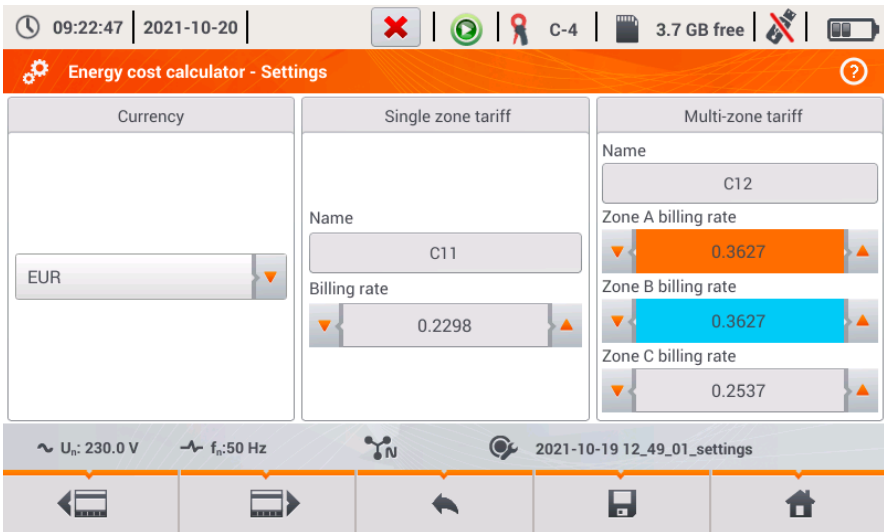 09:22:47 2021-10-20 C-4 3.7 GB free
Energy cost calculator - Settings ?
Currency
EUR
Single zone tariff
Name
C11
Billing rate
0.2298
Multi-zone tariff
Name
C12
Zone A billing rate
0.3627
Zone B billing rate
0.3627
Zone C billing rate
0.2537
Uₙ: 230.0 V fₙ:50 Hz N 2021-10-19 12_49_01_settings